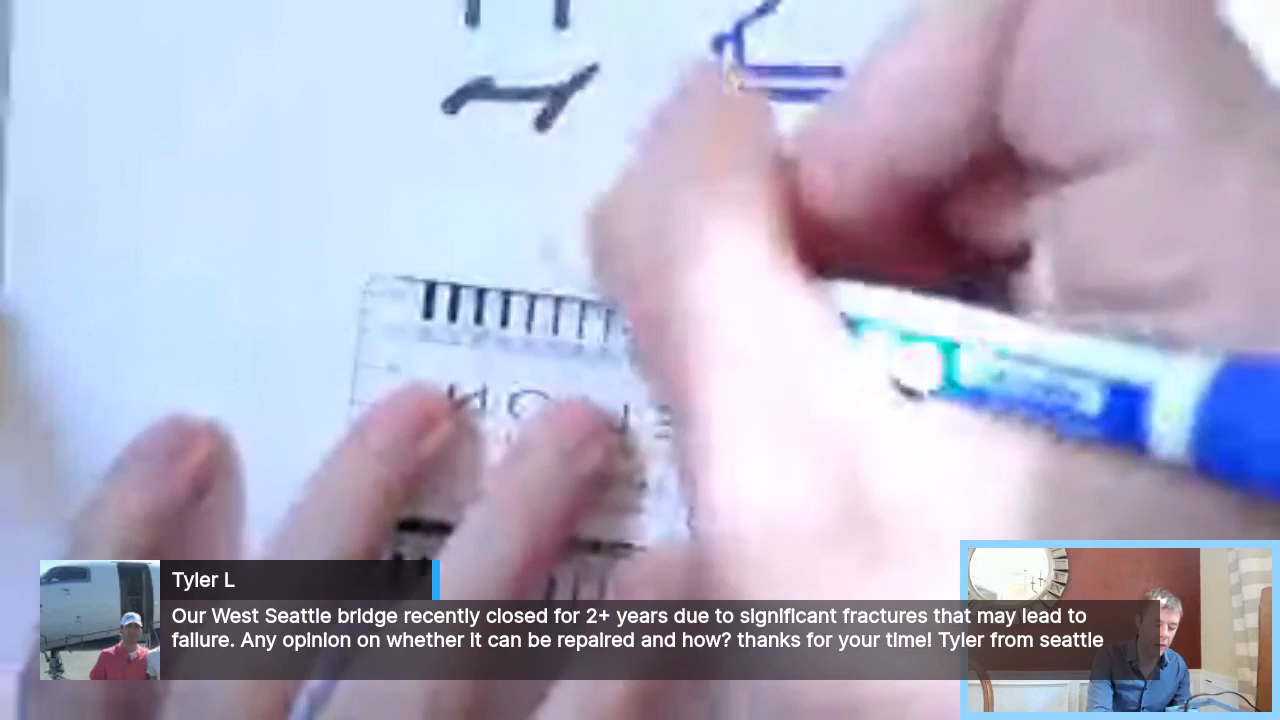 Tyler L
Our West Seattle bridge recently closed for 2+ years due to significant fractures that may lead to
failure. Any opinion on whether it can be repaired and how? thanks for your time! Tyler from seattle